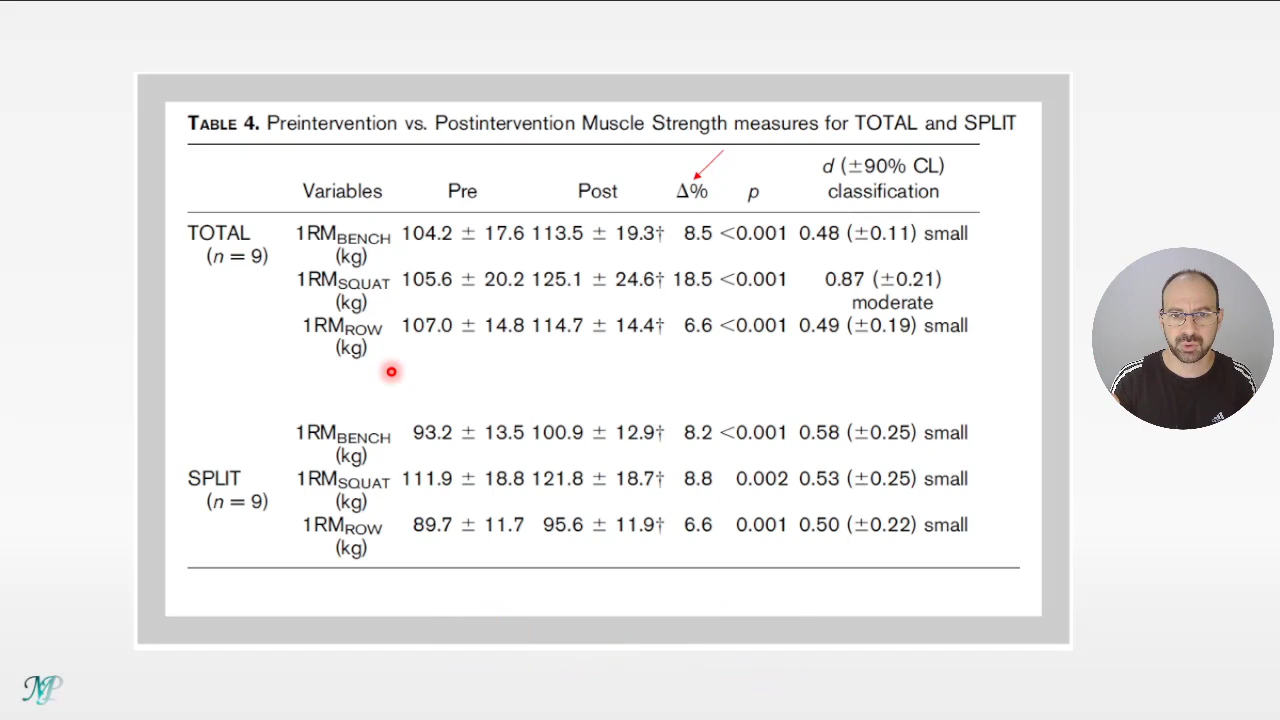 TABLE 4. Preintervention vs. Postintervention Muscle Strength measures for TOTAL and SPLIT
Variables Pre Post Δ% p d (±90% CL) classification
TOTAL (n = 9) 1RMBENCH (kg) 104.2 ± 17.6 113.5 ± 19.3† 8.5 <0.001 0.48 (±0.11) small
1RMSQUAT (kg) 105.6 ± 20.2 125.1 ± 24.6† 18.5 <0.001 0.87 (±0.21) moderate
1RMROW (kg) 107.0 ± 14.8 114.7 ± 14.4† 6.6 <0.001 0.49 (±0.19) small
1RMBENCH (kg) 93.2 ± 13.5 100.9 ± 12.9† 8.2 <0.001 0.58 (±0.25) small
SPLIT (n = 9) 1RMSQUAT (kg) 111.9 ± 18.8 121.8 ± 18.7† 8.8 0.002 0.53 (±0.25) small
1RMROW (kg) 89.7 ± 11.7 95.6 ± 11.9† 6.6 0.001 0.50 (±0.22) small
MP